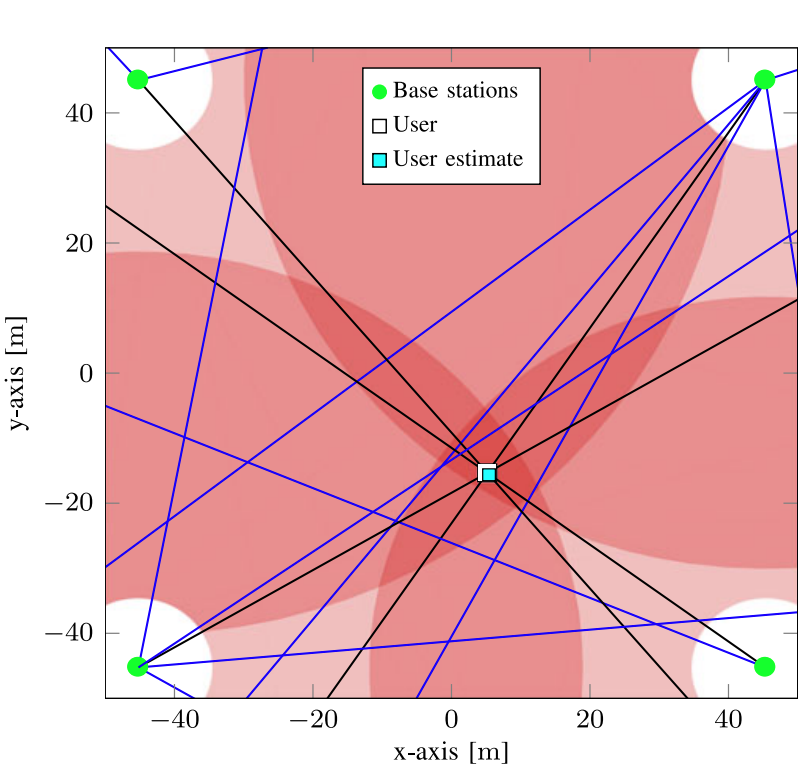 Base stations
User
User estimate
40
20
0
−20
−40
y-axis [m]
−40 −20 0 20 40
x-axis [m]